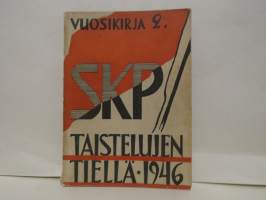 VUOSIKIRJA 2.
SKP
TAISTELUJEN
TIELLÄ · 1946